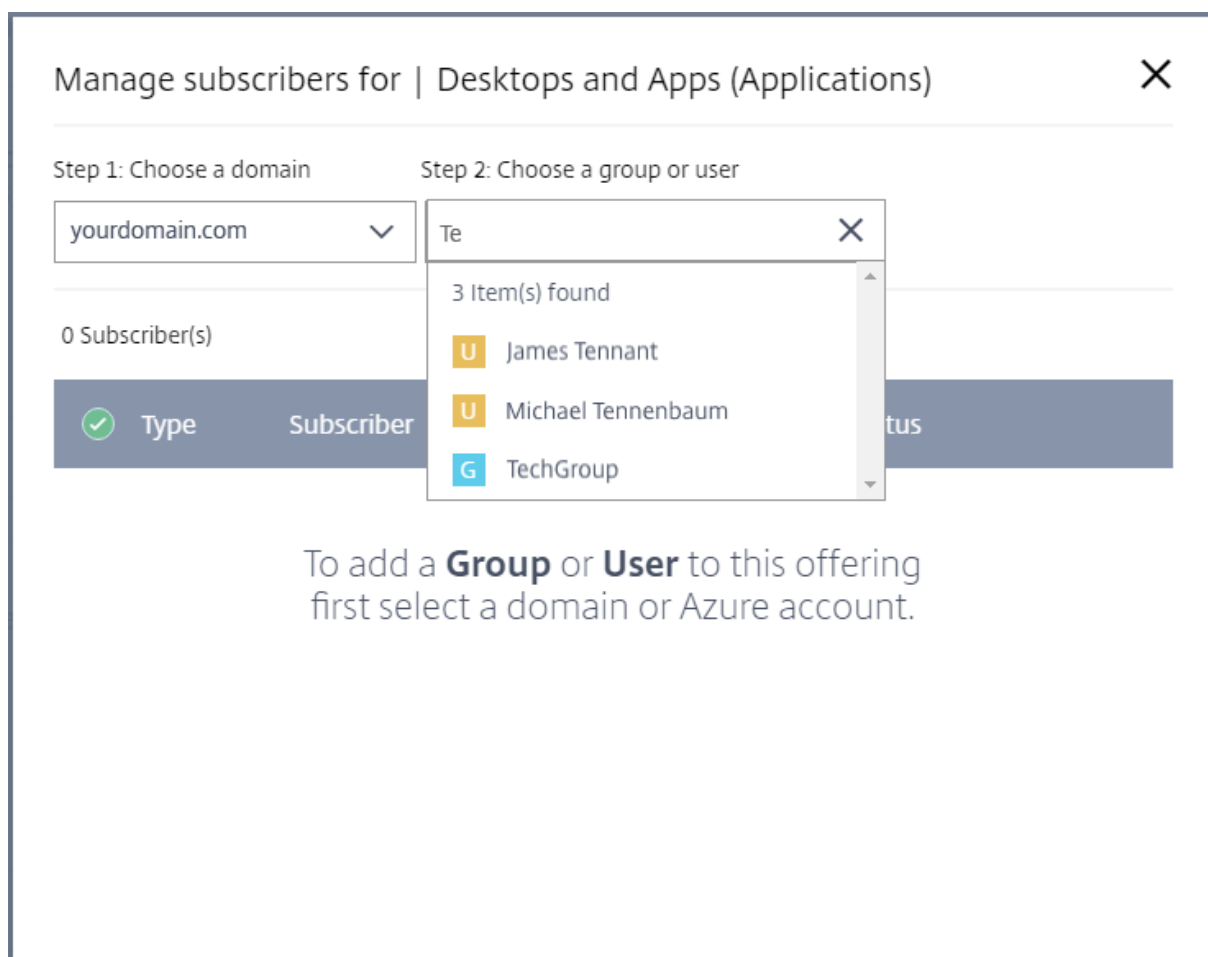 Manage subscribers for | Desktops and Apps (Applications)
Step 1: Choose a domain
Step 2: Choose a group or user
yourdomain.com
Te
3 Item(s) found
0 Subscriber(s)
U James Tennant
U Michael Tennenbaum
Type Subscriber tus
G TechGroup
To add a Group or User to this offering
first select a domain or Azure account.